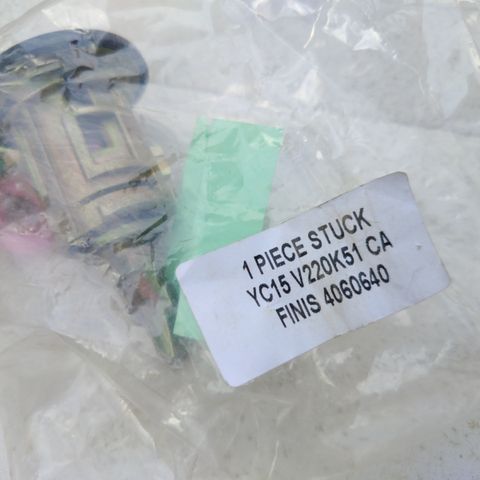 1 PIECE STUCK
YC15 V220K51 CA
FINIS 4060640